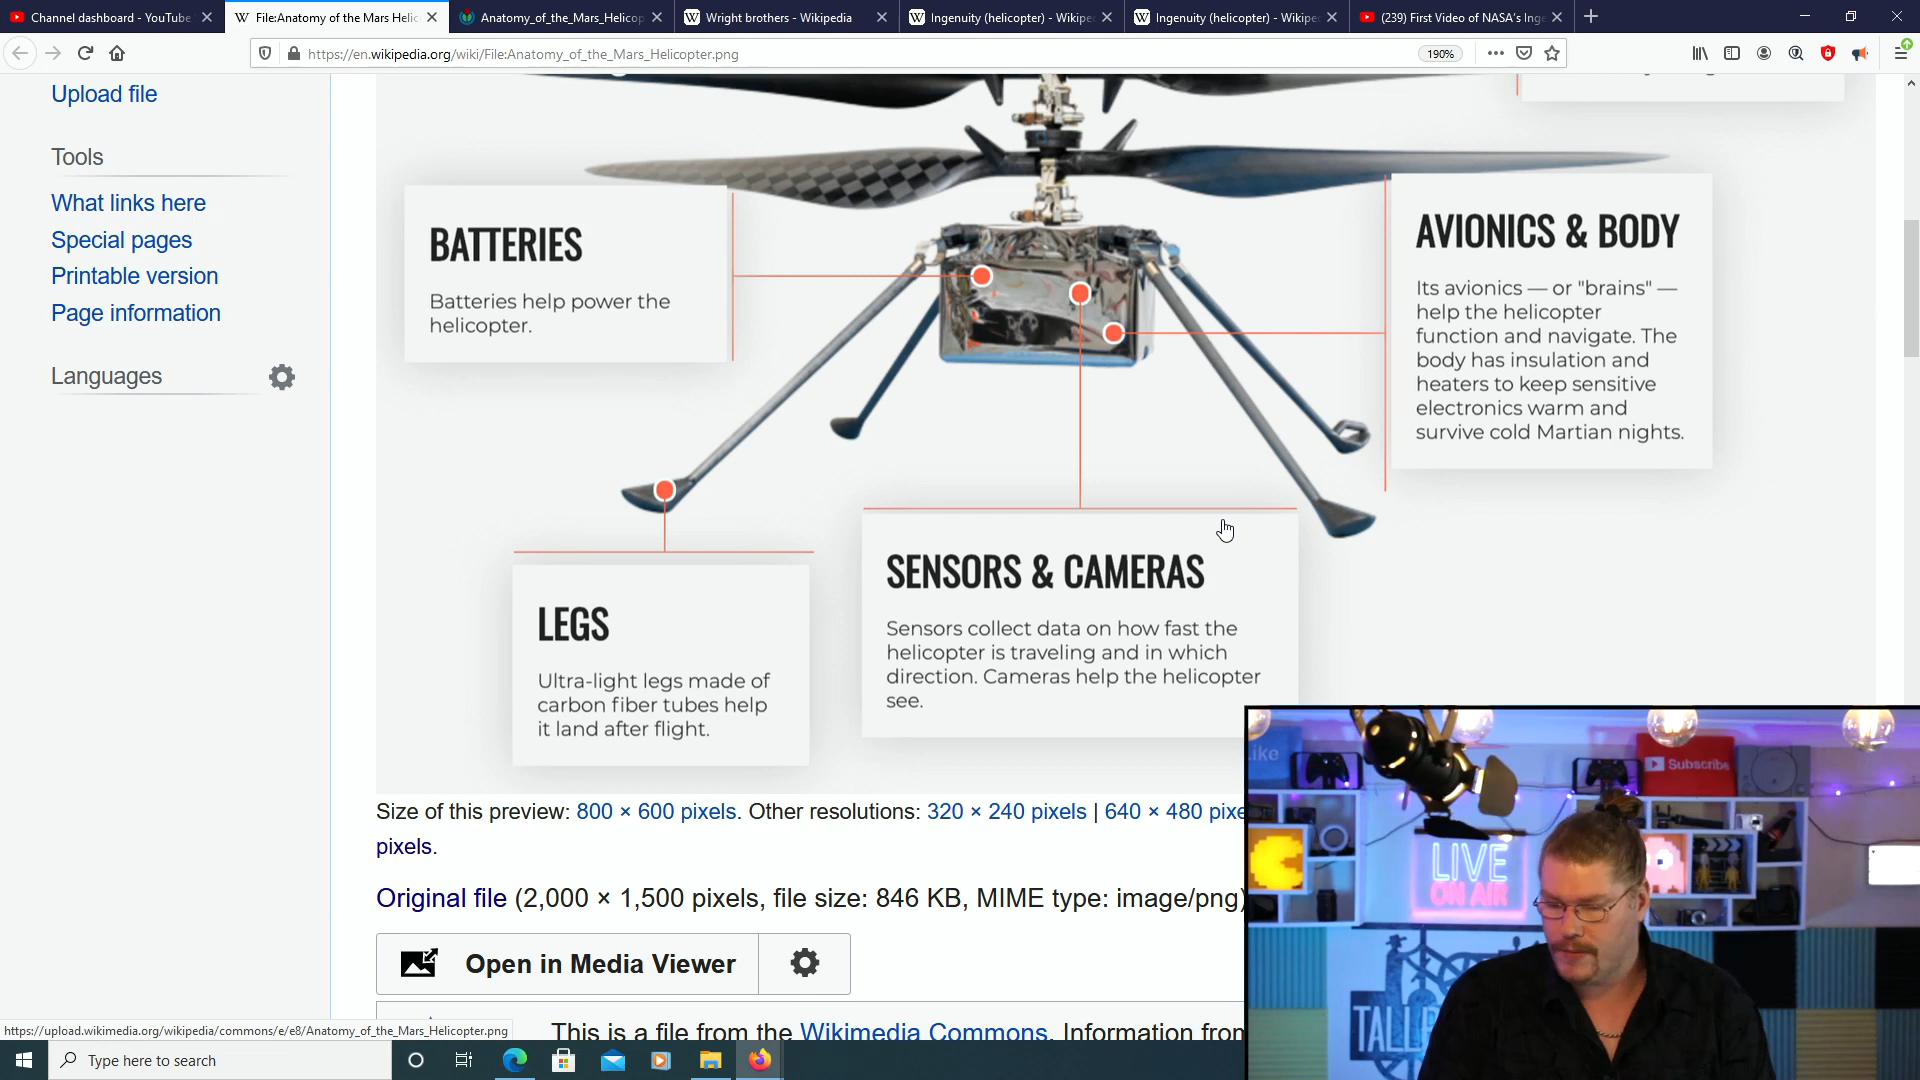 Channel dashboard - YouTube
File:Anatomy of the Mars Helic
Anatomy_of_the_Mars_Helicop
Wright brothers - Wikipedia
Ingenuity (helicopter) - Wikipe
Ingenuity (helicopter) - Wikipe
(239) First Video of NASA's Inge
https://en.wikipedia.org/wiki/File:Anatomy_of_the_Mars_Helicopter.png
190%
Upload file
Tools
What links here
Special pages
Printable version
Page information
Languages
BATTERIES
Batteries help power the
helicopter.
AVIONICS & BODY
Its avionics — or "brains" —
help the helicopter
function and navigate. The
body has insulation and
heaters to keep sensitive
electronics warm and
survive cold Martian nights.
LEGS
Ultra-light legs made of
carbon fiber tubes help
it land after flight.
SENSORS & CAMERAS
Sensors collect data on how fast the
helicopter is traveling and in which
direction. Cameras help the helicopter
see.
Size of this preview: 800 × 600 pixels. Other resolutions: 320 × 240 pixels | 640 × 480 pixe
pixels.
Original file (2,000 × 1,500 pixels, file size: 846 KB, MIME type: image/png)
Open in Media Viewer
This is a file from the Wikimedia Commons. Information from
https://upload.wikimedia.org/wikipedia/commons/e/e8/Anatomy_of_the_Mars_Helicopter.png
Type here to search
Like
Subscribe
LIVE
ON AIR